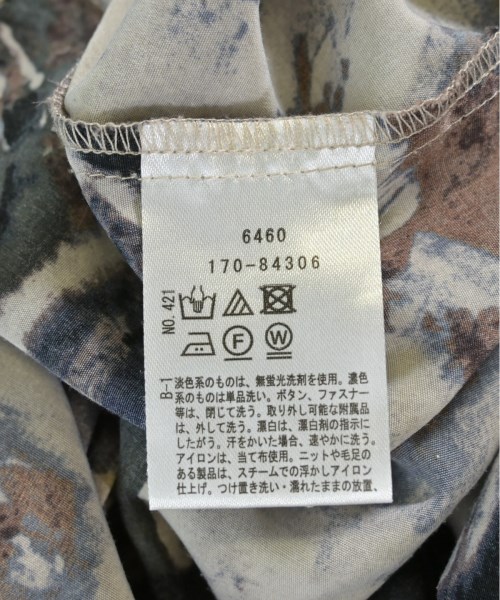 6460
170-84306
NO. 421
F W
B-1
淡色系のものは、無蛍光洗剤を使用。濃色
系のものは単品洗い。ボタン、ファスナー
等は、閉じて洗う。取り外し可能な附属品
は、外して洗う。漂白は、漂白剤の指示に
したがう。汗をかいた場合、速やかに洗う。
アイロンは、当て布使用。ニットや毛足の
ある製品は、スチームでの浮かしアイロン
仕上げ。つけ置き洗い・濡れたままの放置、